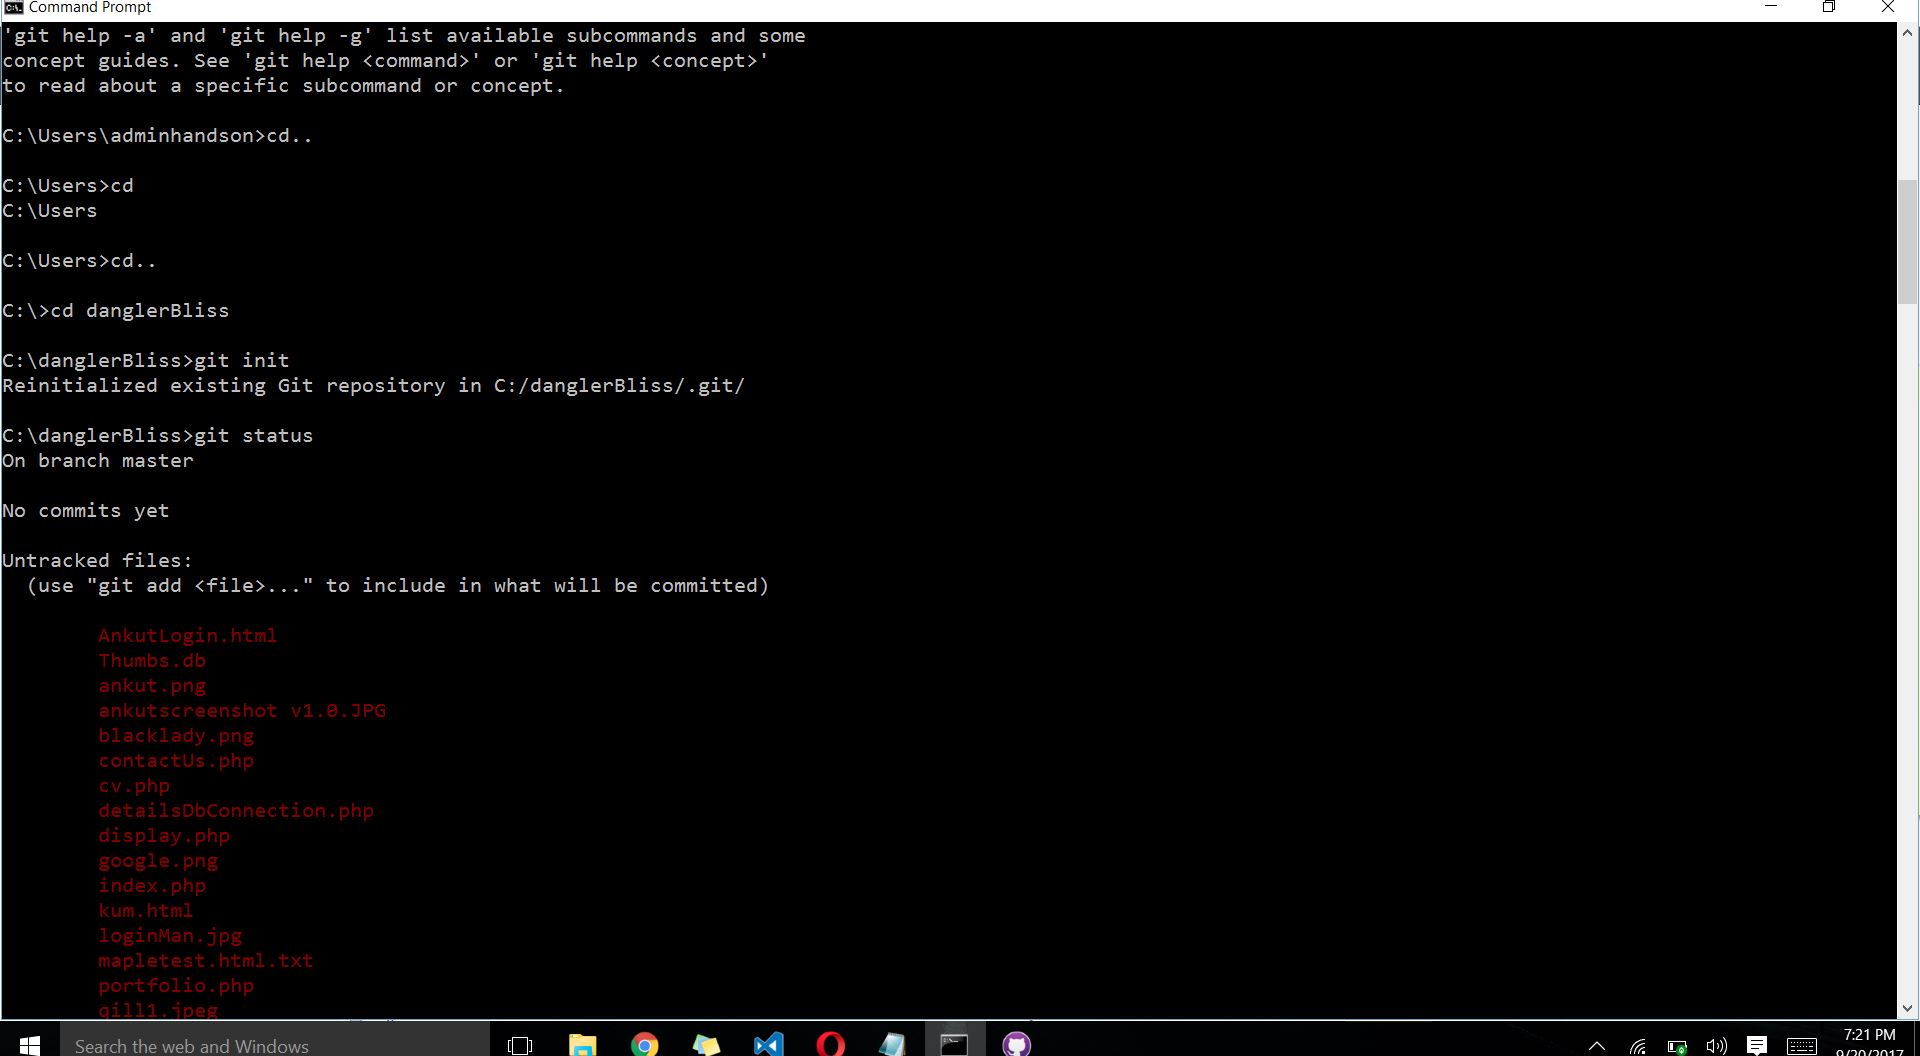 Command Prompt
'git help -a' and 'git help -g' list available subcommands and some
concept guides. See 'git help <command>' or 'git help <concept>'
to read about a specific subcommand or concept.
C:\Users\adminhandson>cd..
C:\Users>cd
C:\Users
C:\Users>cd..
C:\>cd danglerBliss
C:\danglerBliss>git init
Reinitialized existing Git repository in C:/danglerBliss/.git/
C:\danglerBliss>git status
On branch master
No commits yet
Untracked files:
(use "git add <file>..." to include in what will be committed)
AnkutLogin.html
Thumbs.db
ankut.png
ankutscreenshot v1.0.JPG
blacklady.png
contactUs.php
cv.php
detailsDbConnection.php
display.php
google.png
index.php
kum.html
loginMan.jpg
mapletest.html.txt
portfolio.php
qill1.jpeg
Search the web and Windows
7:21 PM
9/20/2017